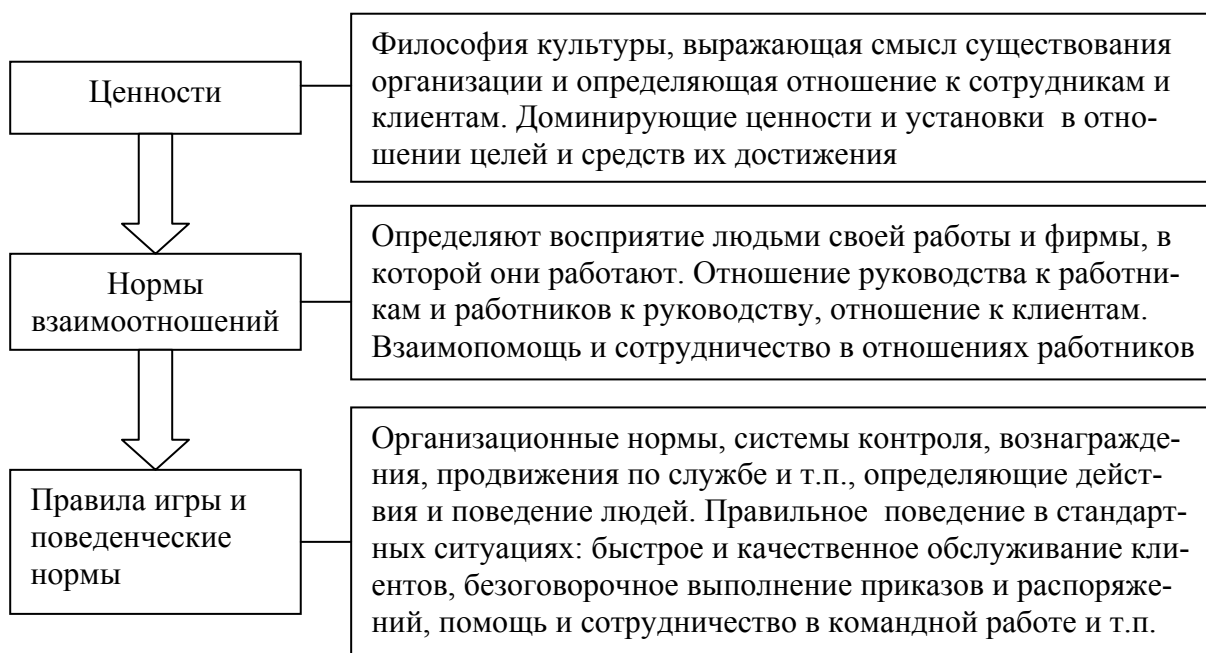 Ценности
Философия культуры, выражающая смысл существования
организации и определяющая отношение к сотрудникам и
клиентам. Доминирующие ценности и установки  в отно-
шении целей и средств их достижения
Нормы
взаимоотношений
Определяют восприятие людьми своей работы и фирмы, в
которой они работают. Отношение руководства к работни-
кам и работников к руководству, отношение к клиентам.
Взаимопомощь и сотрудничество в отношениях работников
Правила игры и
поведенческие
нормы
Организационные нормы, системы контроля, вознагражде-
ния, продвижения по службе и т.п., определяющие дейст-
вия и поведение людей. Правильное  поведение в стандарт-
ных ситуациях: быстрое и качественное обслуживание кли-
ентов, безоговорочное выполнение приказов и распоряже-
ний, помощь и сотрудничество в командной работе и т.п.